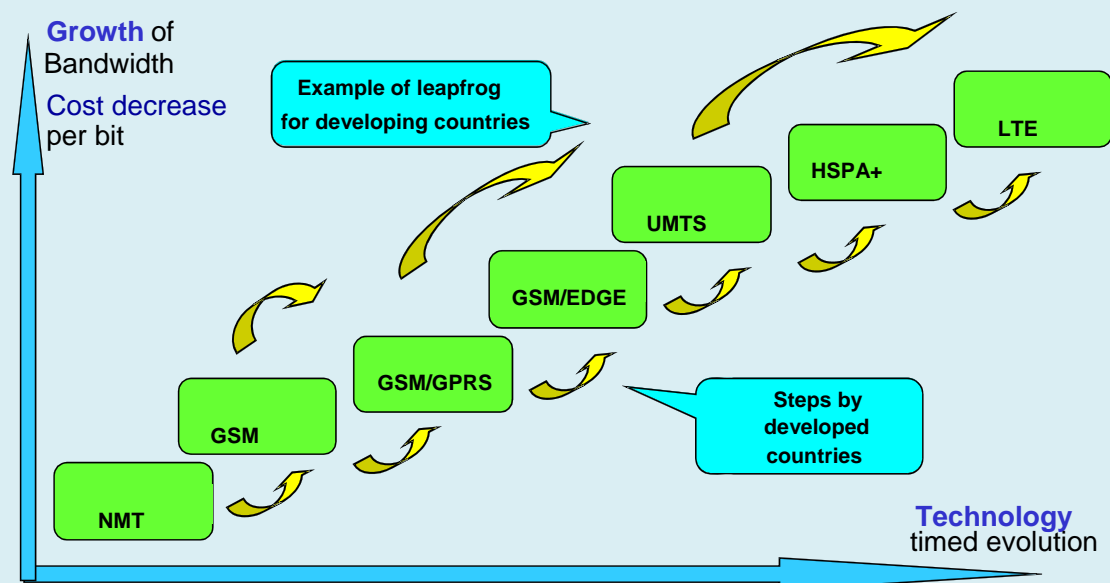 Growth of
Bandwidth
Cost decrease
per bit
Example of leapfrog
for developing countries
LTE
HSPA+
UMTS
GSM/EDGE
GSM/GPRS
GSM
NMT
Steps by
developed
countries
Technology
timed evolution